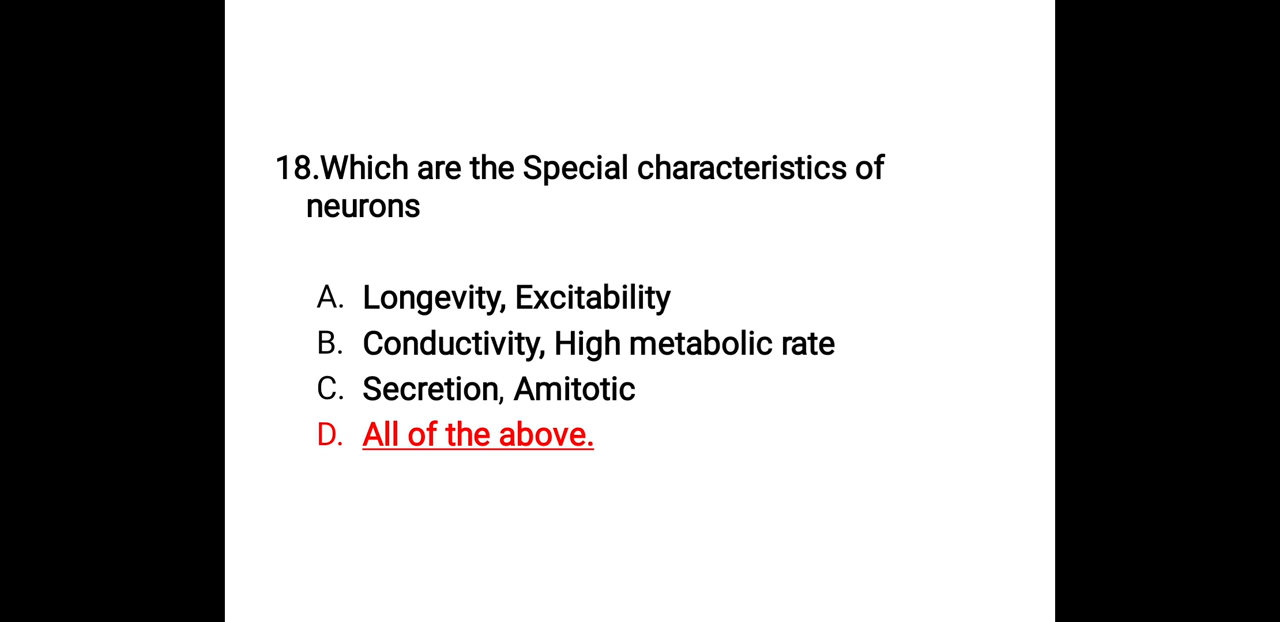 18.Which are the Special characteristics of
neurons
A. Longevity, Excitability
B. Conductivity, High metabolic rate
C. Secretion, Amitotic
D. All of the above.